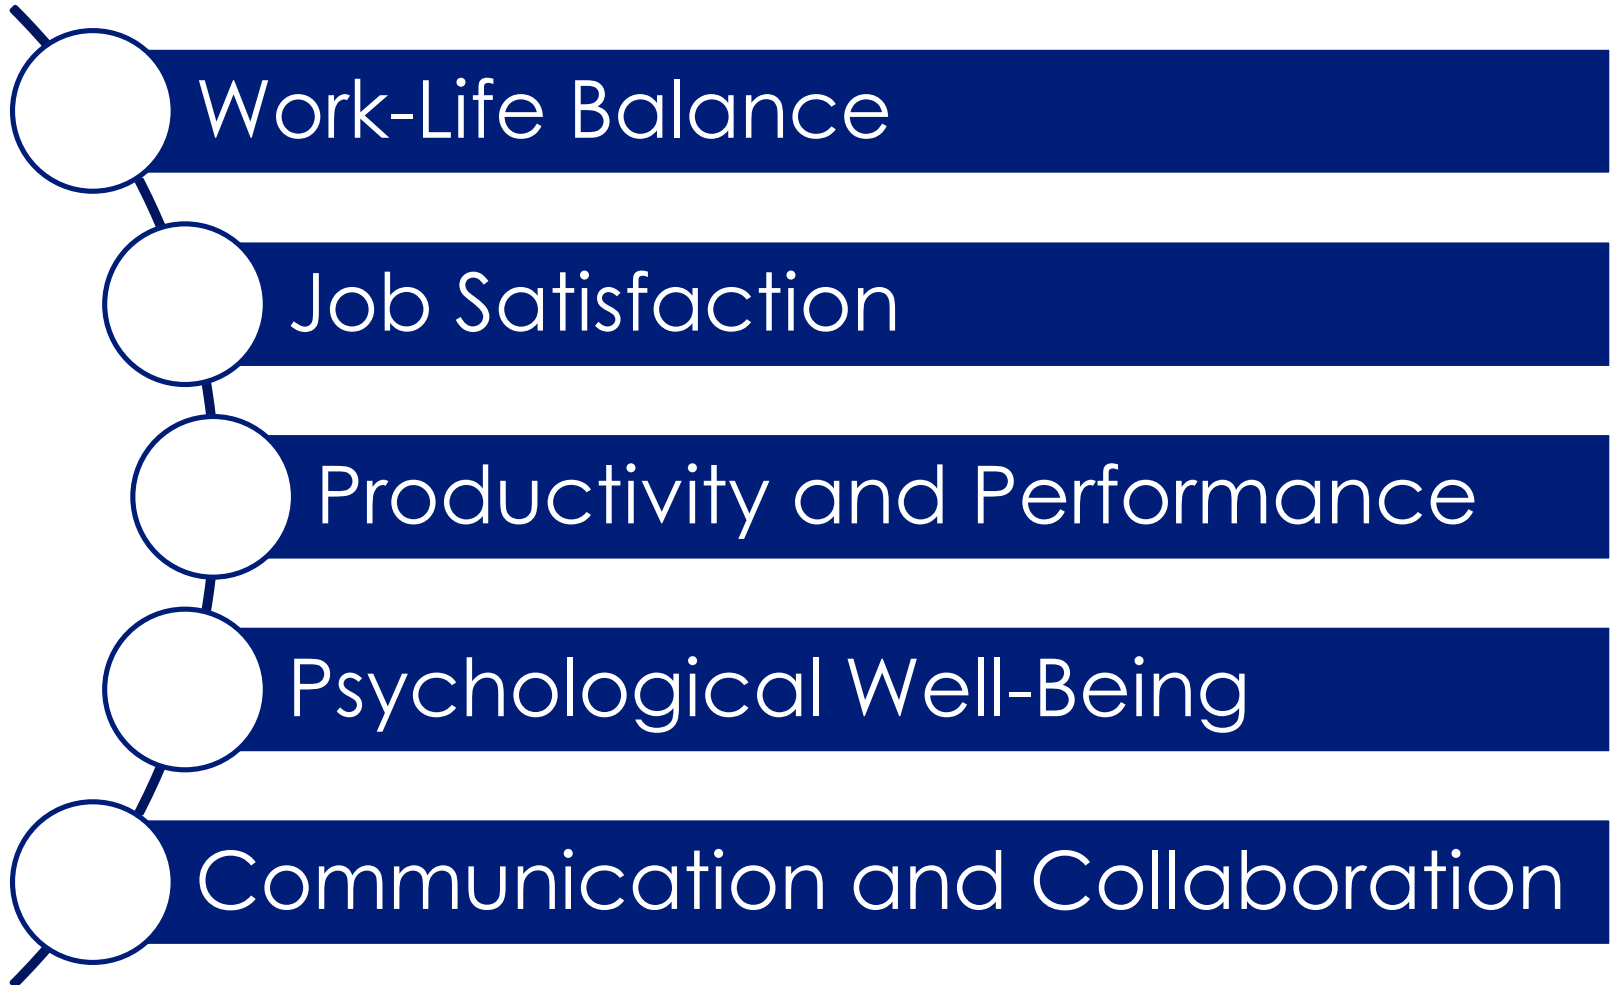 Work-Life Balance
Job Satisfaction
Productivity and Performance
Psychological Well-Being
Communication and Collaboration